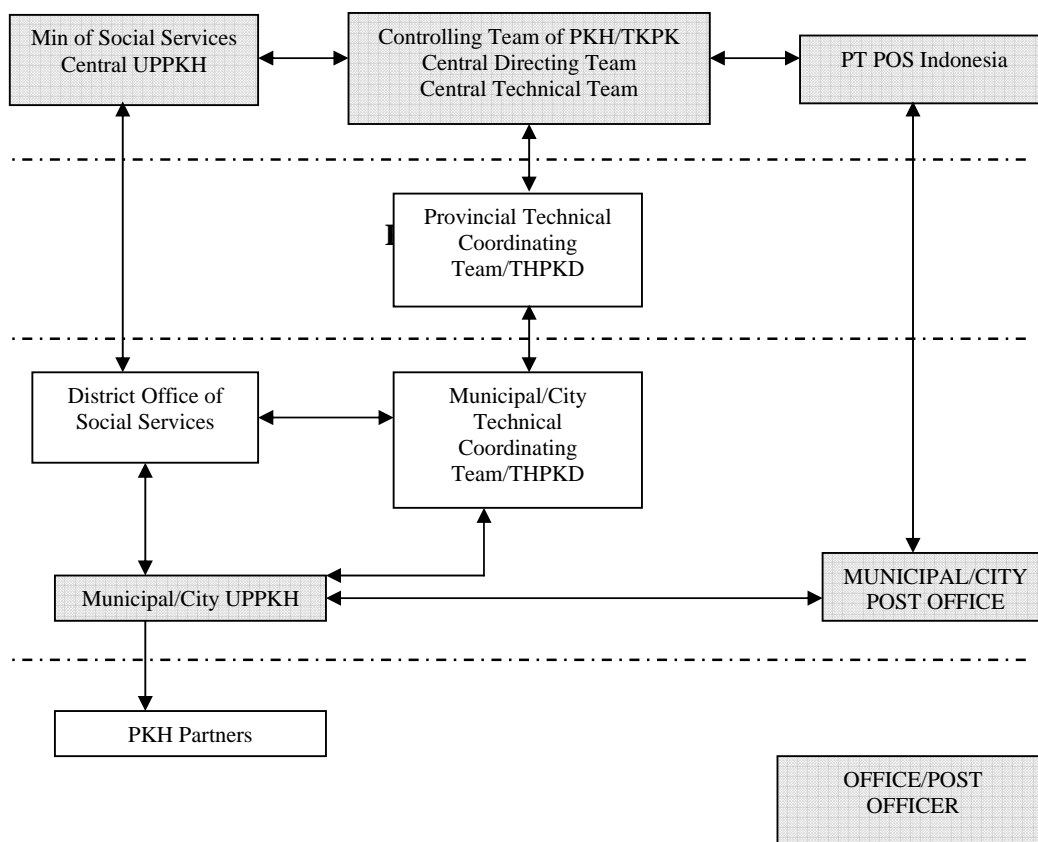 Min of Social Services
Central UPPKH
Controlling Team of PKH/TKPK
Central Directing Team
Central Technical Team
PT POS Indonesia
Provincial Technical
Coordinating
Team/THPKD
District Office of
Social Services
Municipal/City
Technical
Coordinating
Team/THPKD
Municipal/City UPPKH
MUNICIPAL/CITY
POST OFFICE
PKH Partners
OFFICE/POST
OFFICER